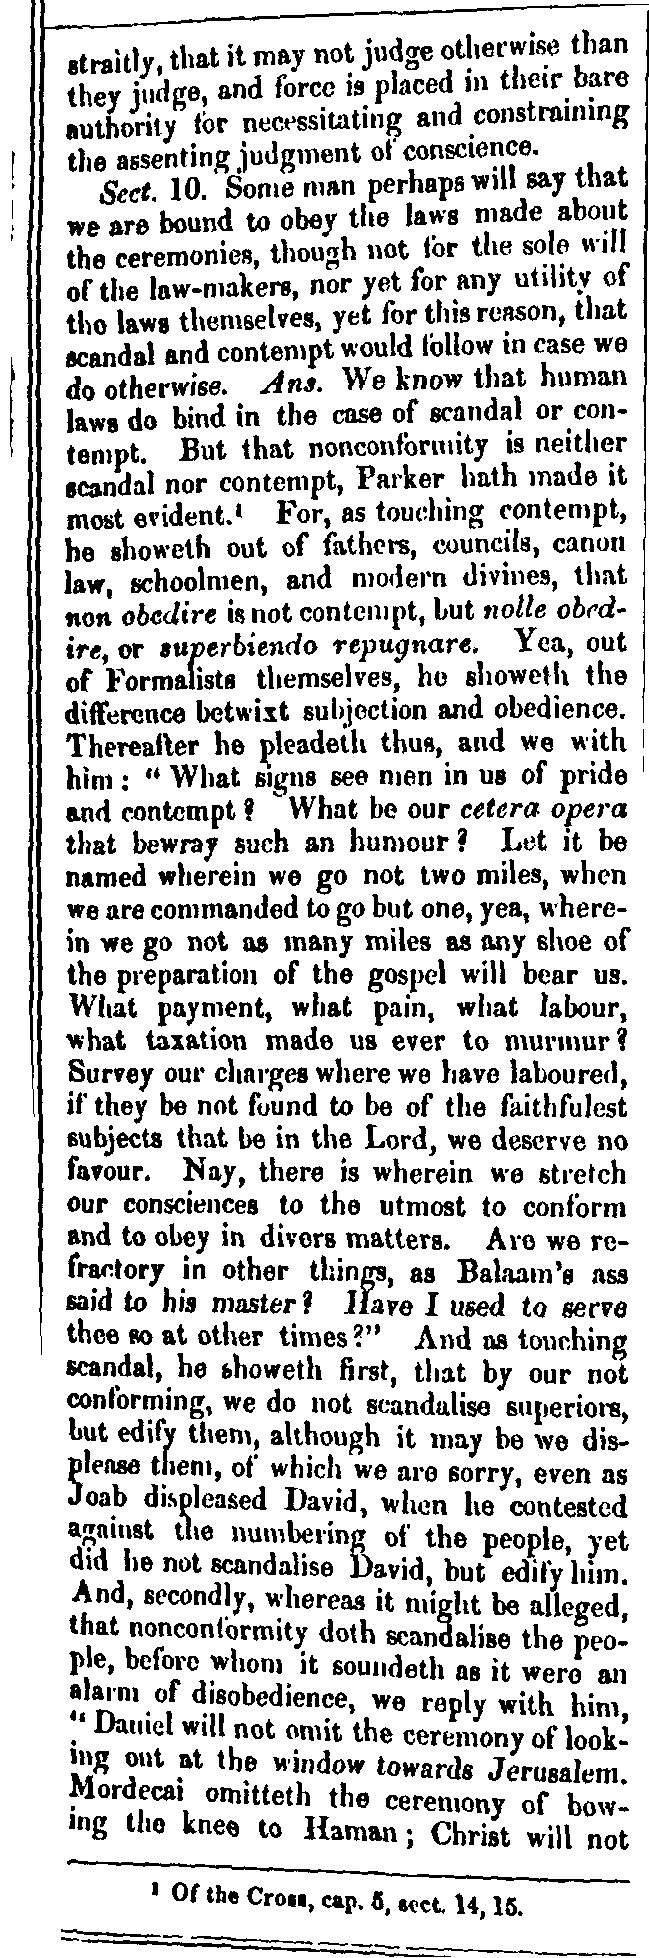 straitly, that it may not judge otherwise than
they judge, and force is placed in their bare
authority for necessitating and constraining
the assenting judgment of conscience.
Sect. 10. Some man perhaps will say that
we are bound to obey the laws made about
the ceremonies, though not for the sole will
of the law-makers, nor yet for any utility of
the laws themselves, yet for this reason, that
scandal and contempt would follow in case we
do otherwise. Ans. We know that human
laws do bind in the case of scandal or con-
tempt. But that nonconformity is neither
scandal nor contempt, Parker hath made it
most evident.¹ For, as touching contempt,
he showeth out of fathers, councils, canon
law, schoolmen, and modern divines, that
non obedire is not contempt, but nolle obed-
ire, or superbiendo repugnare. Yea, out
of Formalists themselves, he showeth the
difference betwixt subjection and obedience.
Thereafter he pleadeth thus, and we with
him: “What signs see men in us of pride
and contempt? What be our cetera opera
that bewray such an humour? Let it be
named wherein we go not two miles, when
we are commanded to go but one, yea, where-
in we go not as many miles as any shoe of
the preparation of the gospel will bear us.
What payment, what pain, what labour,
what taxation made us ever to murmur?
Survey our charges where we have laboured,
if they be not found to be of the faithfulest
subjects that be in the Lord, we deserve no
favour. Nay, there is wherein we stretch
our consciences to the utmost to conform
and to obey in divers matters. Are we re-
fractory in other things, as Balaam's ass
said to his master? Have I used to serve
thee so at other times?” And as touching
scandal, he showeth first, that by our not
conforming, we do not scandalise superiors,
but edify them, although it may be we dis-
please them, of which we are sorry, even as
Joab displeased David, when he contested
against the numbering of the people, yet
did he not scandalise David, but edify him.
And, secondly, whereas it might be alleged,
that nonconformity doth scandalise the peo-
ple, before whom it soundeth as it were an
alarm of disobedience, we reply with him,
“Daniel will not omit the ceremony of look-
ing out at the window towards Jerusalem.
Mordecai omitteth the ceremony of bow-
ing the knee to Haman; Christ will not
¹ Of the Cross, cap. 5, sect. 14, 15.